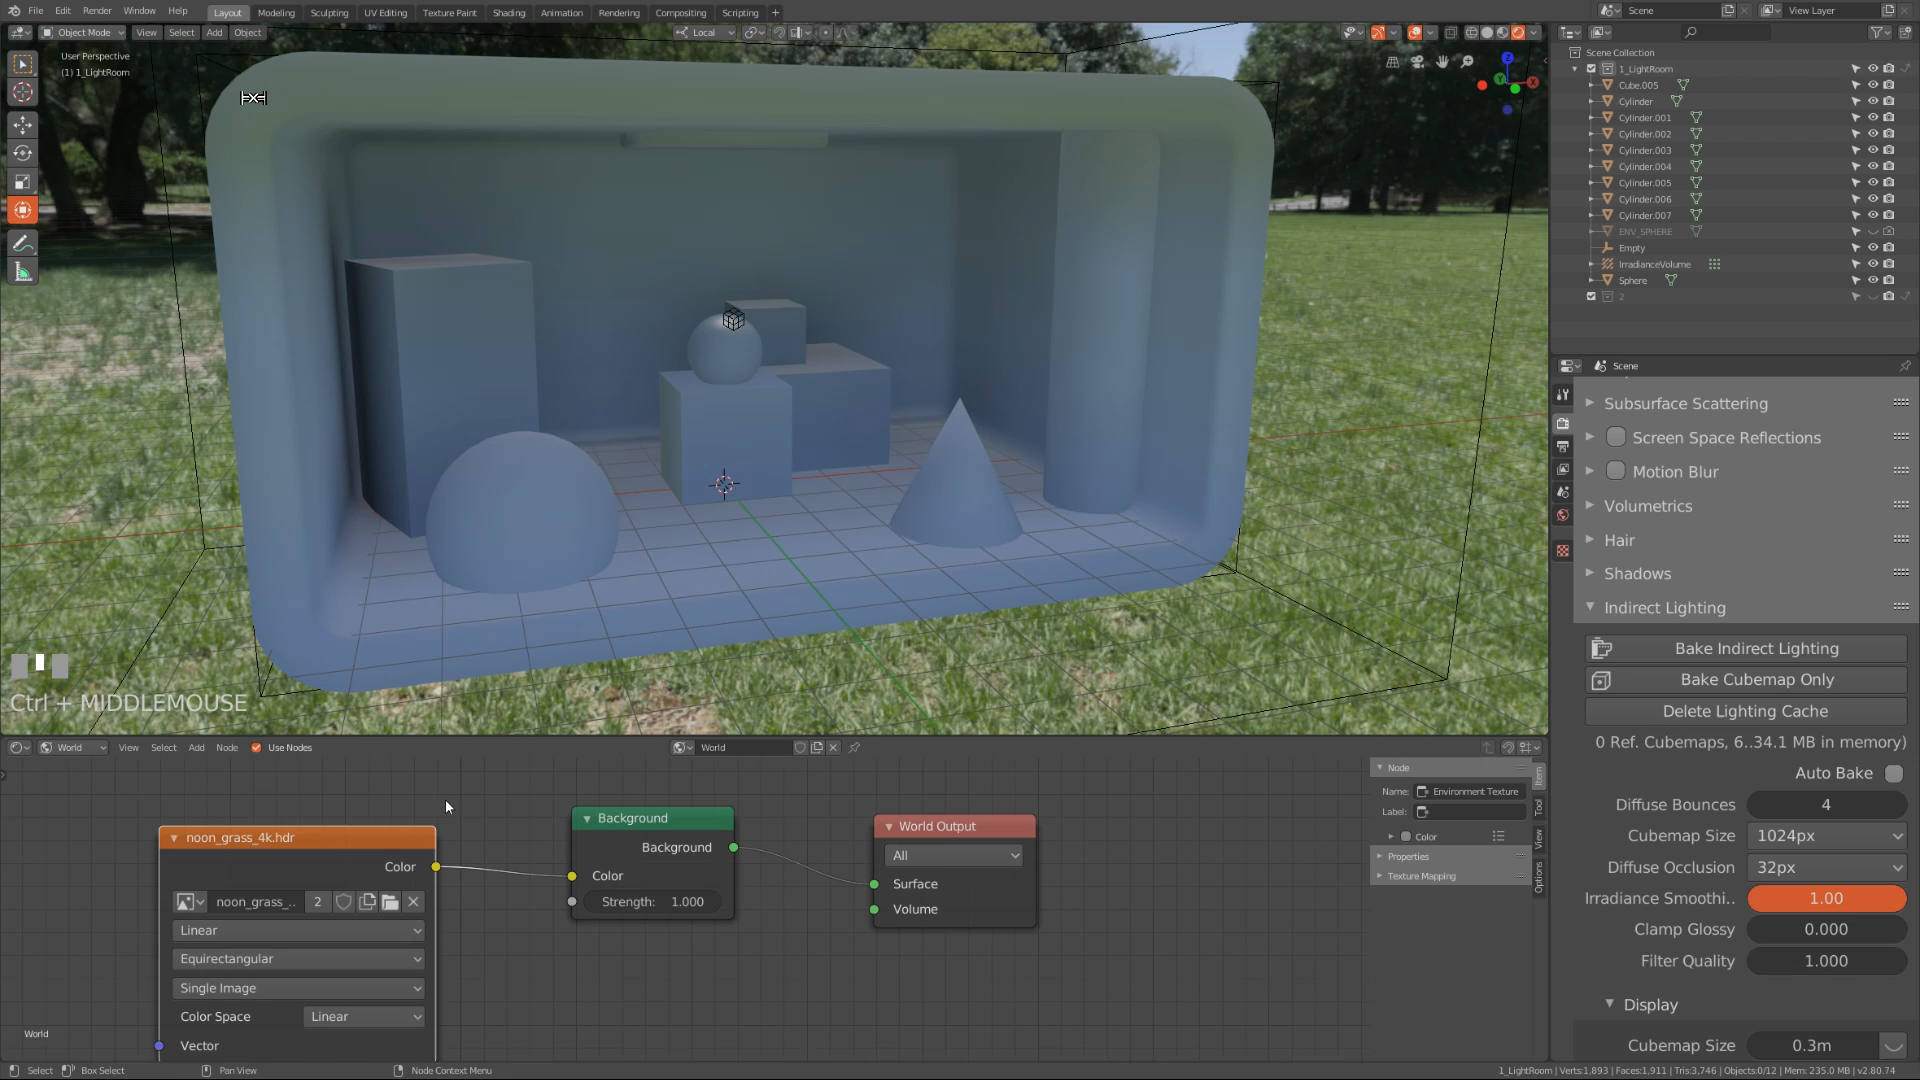 File Edit Render Window Help Layout Modeling Sculpting UV Editing Texture Paint Shading Animation Rendering Compositing Scripting + Scene View Layer
Object Mode View Select Add Object Local
User Perspective
(1) 1_LightRoom
Scene Collection
1_LightRoom
Cube.005
Cylinder
Cylinder.001
Cylinder.002
Cylinder.003
Cylinder.004
Cylinder.005
Cylinder.006
Cylinder.007
ENV_SPHERE
Empty
IrradianceVolume
Sphere
2
Scene
Subsurface Scattering
Screen Space Reflections
Motion Blur
Volumetrics
Hair
Shadows
Indirect Lighting
Bake Indirect Lighting
Bake Cubemap Only
Delete Lighting Cache
0 Ref. Cubemaps, 6..34.1 MB in memory)
Auto Bake
Diffuse Bounces 4
Cubemap Size 1024px
Diffuse Occlusion 32px
Irradiance Smoothi.. 1.00
Clamp Glossy 0.000
Filter Quality 1.000
Display
Cubemap Size 0.3m
Z
Y
X
Ctrl + MIDDLEMOUSE
World View Select Add Node Use Nodes World
noon_grass_4k.hdr
Color
noon_grass_.. 2
Linear
Equirectangular
Single Image
Color Space Linear
Vector
Background
Background
Color
Strength: 1.000
World Output
All
Surface
Volume
Node
Name: Environment Texture
Label:
Color
Properties
Texture Mapping
Item
Tool
View
Options
World
Select Box Select Pan View Node Context Menu 1_LightRoom | Verts:1,893 | Faces:1,911 | Tris:3,746 | Objects:0/12 | Mem: 235.0 MB | v2.80.74